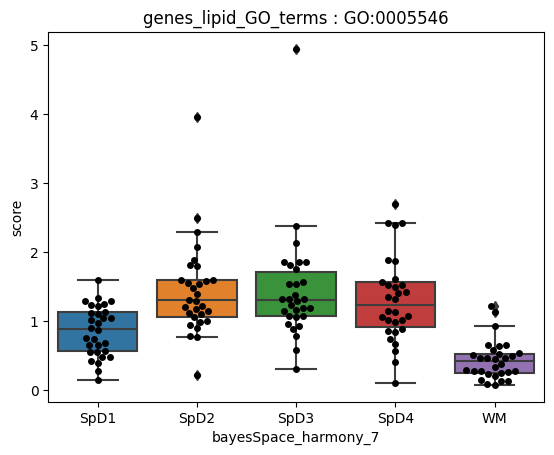 genes_lipid_GO_terms : GO:0005546
5
4
3
2
1
0
score
SpD1 SpD2 SpD3 SpD4 WM
bayesSpace_harmony_7